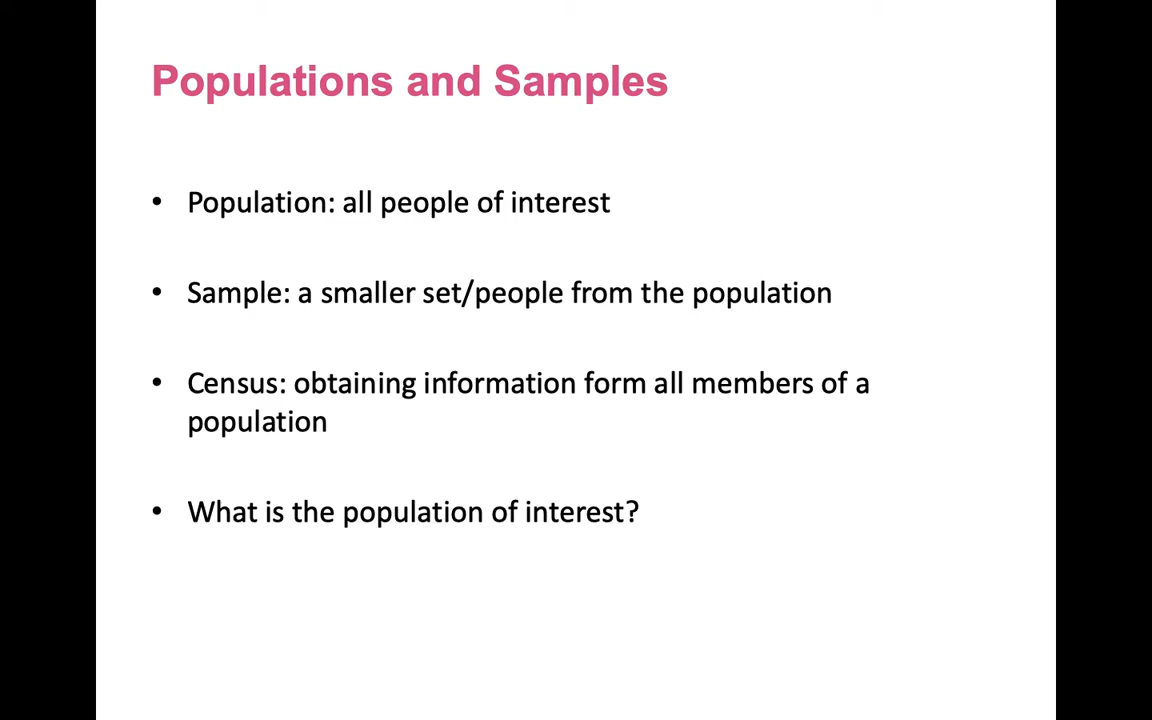 Populations and Samples
• Population: all people of interest
• Sample: a smaller set/people from the population
• Census: obtaining information form all members of a
population
• What is the population of interest?